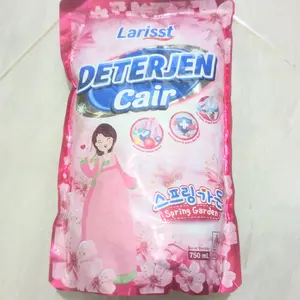 Larisst
DETERJEN
Cair
스프링 가든
Spring Garden
750 mL